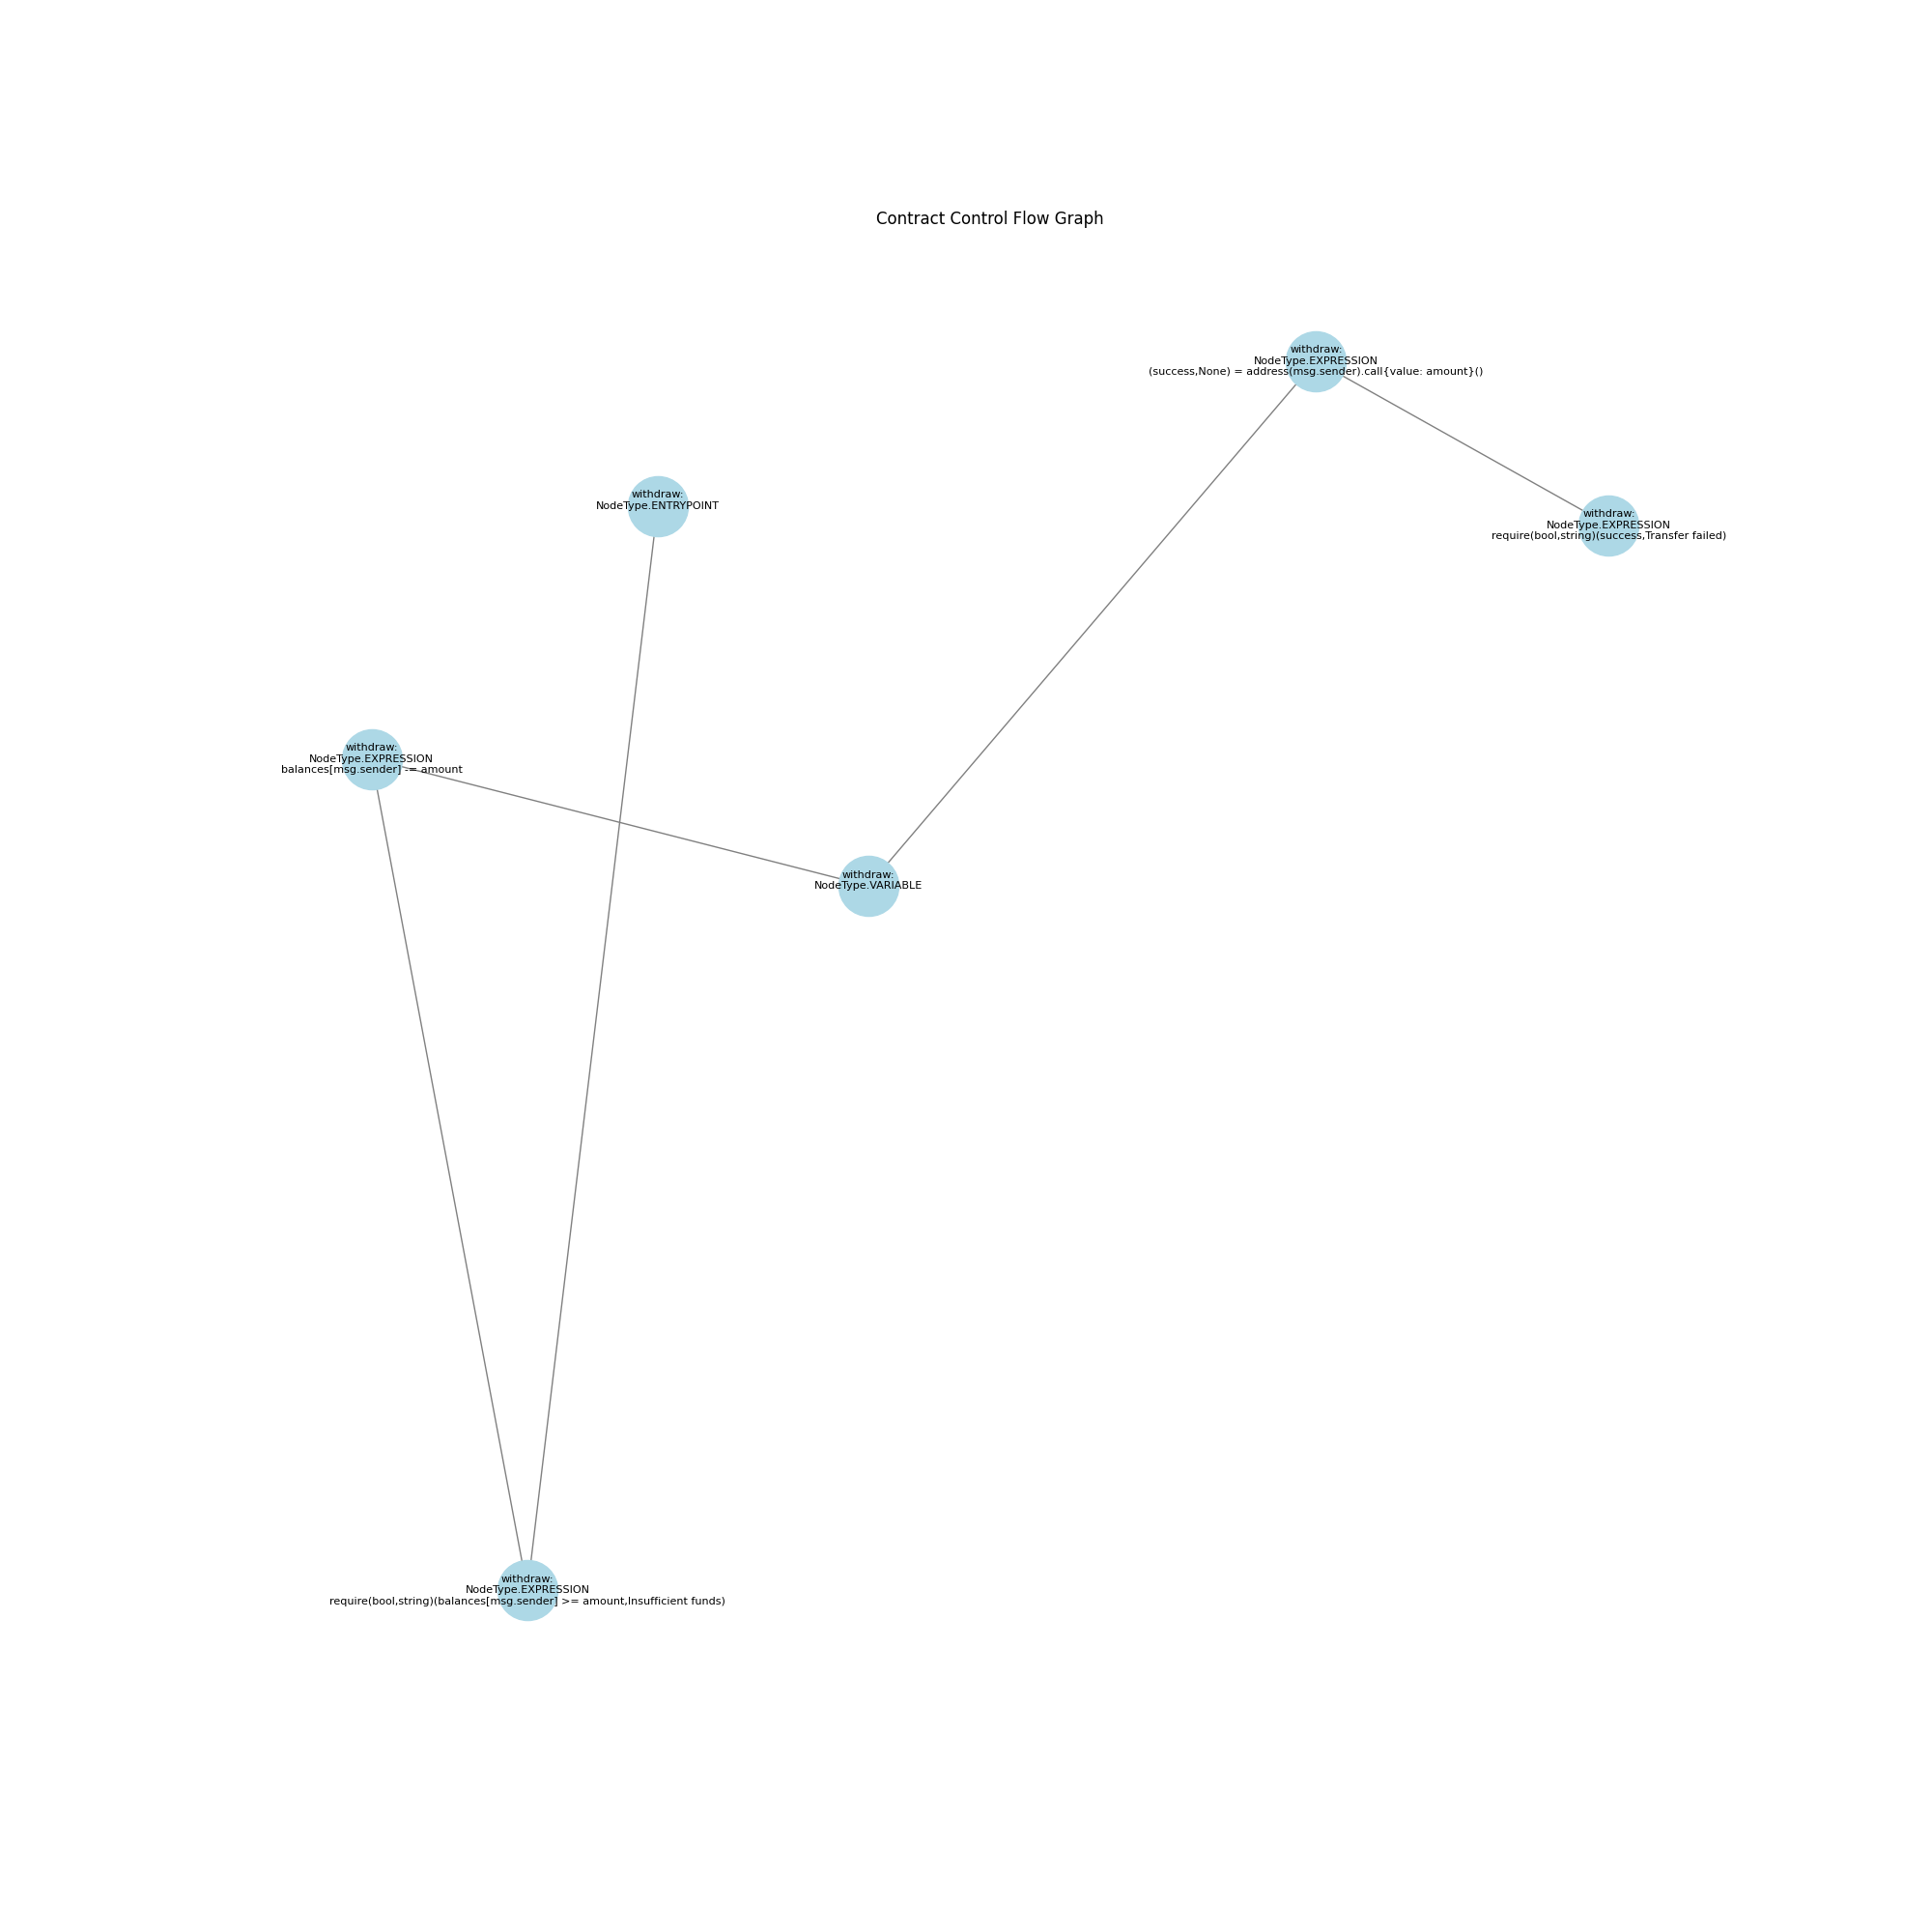 Contract Control Flow Graph
withdraw:
NodeType.EXPRESSION
(success,None) = address(msg.sender).call{value: amount}()
withdraw:
NodeType.ENTRYPOINT
withdraw:
NodeType.EXPRESSION
require(bool,string)(success,Transfer failed)
withdraw:
NodeType.EXPRESSION
balances[msg.sender] -= amount
withdraw:
NodeType.VARIABLE
withdraw:
NodeType.EXPRESSION
require(bool,string)(balances[msg.sender] >= amount,Insufficient funds)